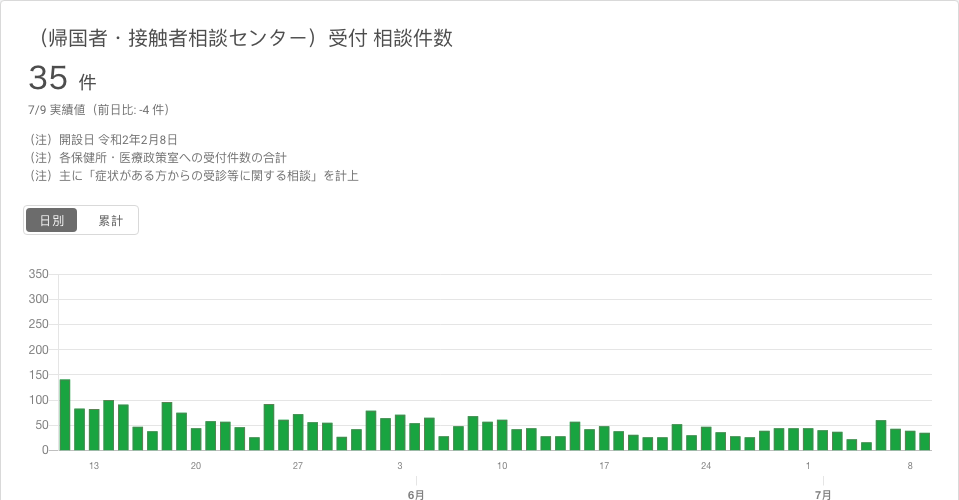 （帰国者・接触者相談センター）受付 相談件数
35 件
7/9 実績値（前日比: -4 件）
（注）開設日 令和2年2月8日
（注）各保健所・医療政策室への受付件数の合計
（注）主に「症状がある方からの受診等に関する相談」を計上
日別 累計
350
300
250
200
150
100
50
0
13 20 27 3 10 17 24 1 8
6月 7月